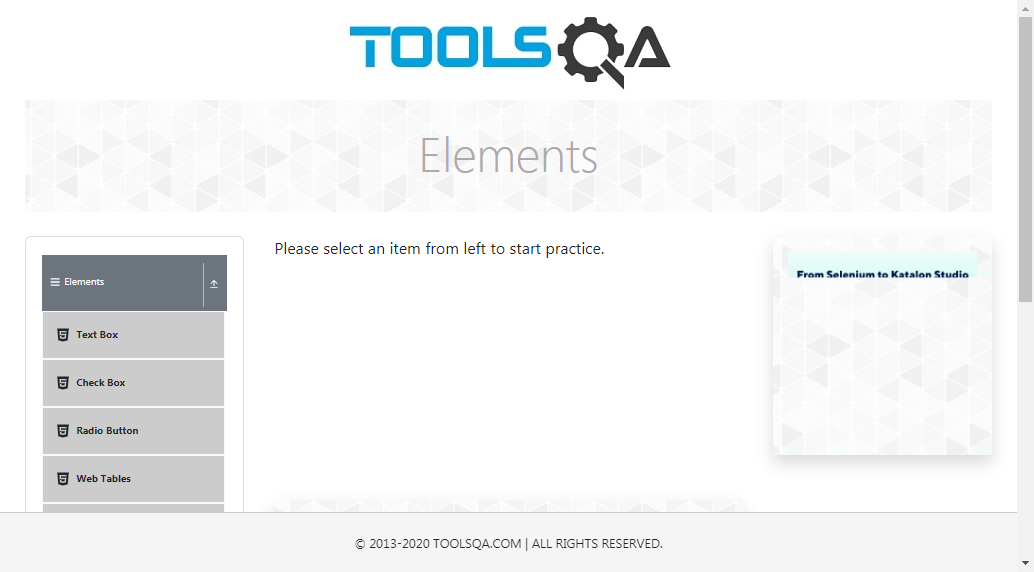 TOOLSQA
Elements
Elements
Text Box
Check Box
Radio Button
Web Tables
Please select an item from left to start practice.
From Selenium to Katalon Studio
© 2013-2020 TOOLSQA.COM | ALL RIGHTS RESERVED.